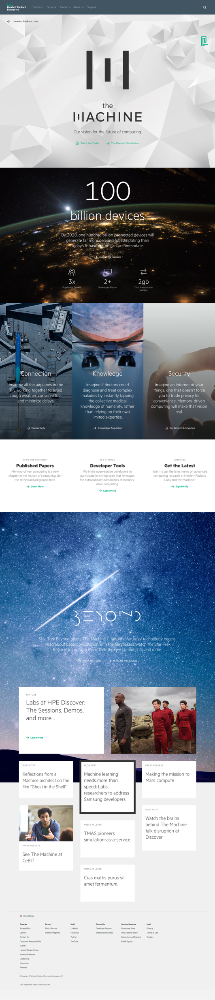 Hewlett Packard
Enterprise
Solutions Services Products About Us Support
Hewlett Packard Labs
the
MACHINE
Our vision for the future of computing.
Watch the Trailer
The Machine Distribution
100
billion devices
By 2020, one hundred billion connected devices will
generate far more demand for computing than
today's infrastructure can accommodate.
Look at the numbers
3x
Population Growth
2+
Devices per Person
2gb
Data transmission
average
Connection
Imagine all the airplanes in the
sky working together to avoid
rough weather, conserve fuel
and minimize delays.
Connectivity
Knowledge
Imagine if doctors could
diagnose and treat complex
maladies by instantly tapping
the collective medical
knowledge of humanity, rather
than relying on their own
limited expertise.
Knowledge Acquistion
Security
Imagine an Internet of your
things, one that doesn't force
you to trade privacy for
convenience. Memory-driven
computing will make that vision
real.
On-demand Encryption
READ THE RESEARCH
Published Papers
Memory-driven computing is a new
chapter in the history of computing. Get
the technical background here.
Learn More
GET STARTED
Developer Tools
We invite open-source developers to
participate in writing code that leverages
the extraordinary possibilities of memory-
drive computing.
Learn More
SUBSCRIBE
Get the Latest
Want to get the latest news on advanced
computing research at Hewlett Packard
Labs and the Machine?
Sign Me Up
BEYOND
Star Trek Beyond meets The Machine — and the future of technology begins.
Read about Labs' consultation with the filmmakers, watch the Star Trek
Beyond trailer, watch our Trek-themed commercial, and more.
Watch the Trailer
HPE Star Trek Beyond
FEATURE
Labs at HPE Discover:
The Sessions, Demos,
and more...
Learn More
BLOG POST
Reflections from a
Machine architect on the
film "Ghost in the Shell"
BLOG POST
Machine learning
needs more than
speed; Labs
researchers to address
Samsung developers
PRESS RELEASE
Making the mission to
Mars compute
PRESS RELEASE
See The Machine at
CeBIT
PRESS RELEASE
TMAS pioneers
simulation-as-a-service
BLOG POST
Watch the brains
behind The Machine
talk disruption at
Discover
PRESS RELEASE
Cras mattis purus sit
amet fermentum.
United States
Corporate
Accessibility
Careers
Contact Us
Corporate Responsibility
Events
Hewlett Packard Labs
Investor Relations
Leadership
Newsroom
Sitemap
Partners
Find a Partner
Partner Programs
Social
LinkedIn
Facebook
Twitter
YouTube
Communities
Developer Forums
Enterprise Business
Customer Resources
Enterprise Store
Public Sector Store
Education and Training
Email Signup
Legal
Privacy
Terms of Use
Cookies
© Copyright 2016 Hewlett Packard Enterprise Development LP
HPE employees: Report website issues